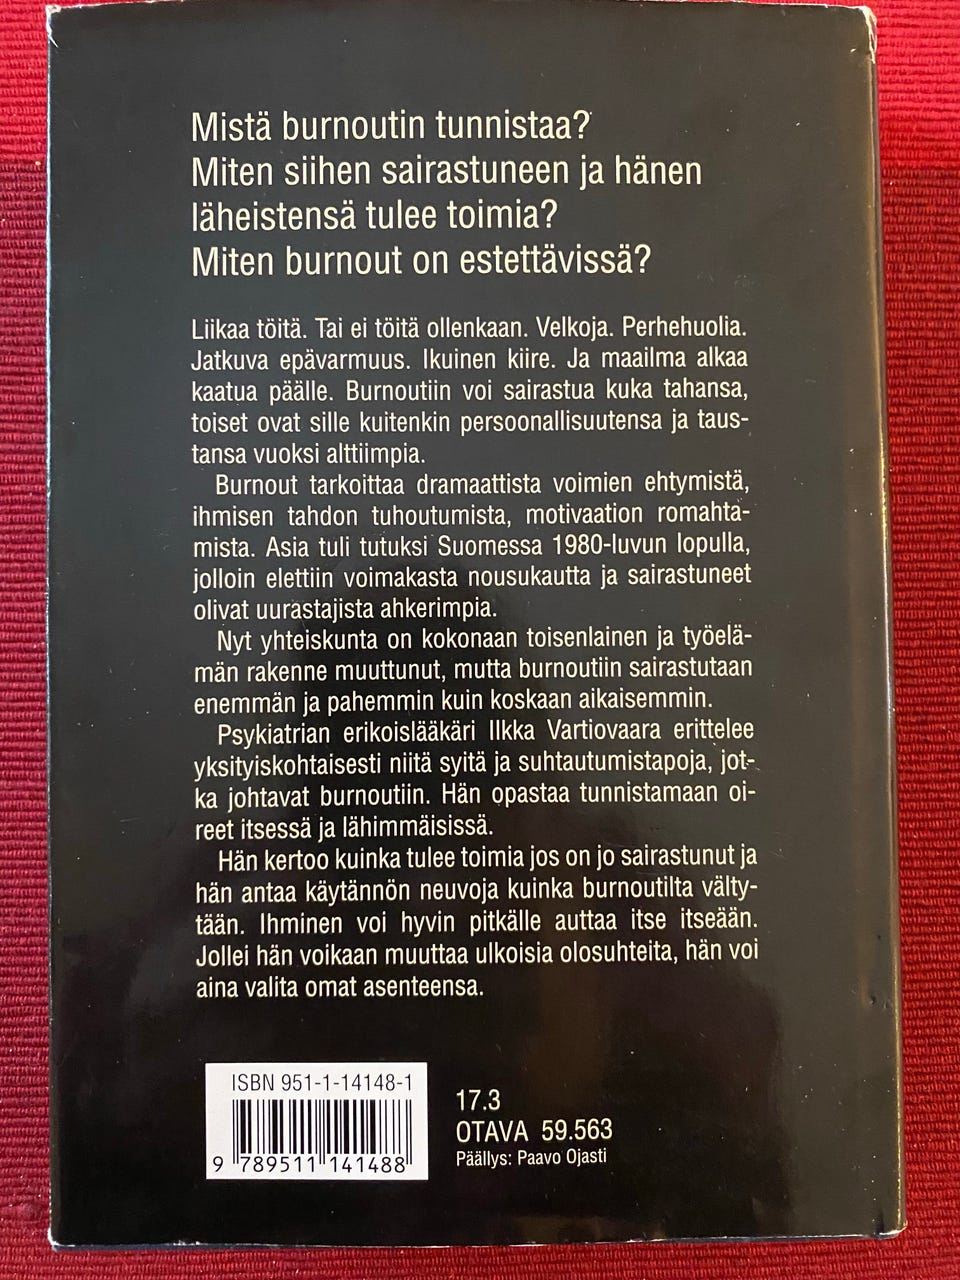 Mistä burnoutin tunnistaa?
Miten siihen sairastuneen ja hänen
läheistensä tulee toimia?
Miten burnout on estettävissä?
Liikaa töitä. Tai ei töitä ollenkaan. Velkoja. Perhehuolia.
Jatkuva epävarmuus. Ikuinen kiire. Ja maailma alkaa
kaatua päälle. Burnoutiin voi sairastua kuka tahansa,
toiset ovat sille kuitenkin persoonallisuutensa ja taus-
tansa vuoksi alttiimpia.
Burnout tarkoittaa dramaattista voimien ehtymistä,
ihmisen tahdon tuhoutumista, motivaation romahta-
mista. Asia tuli tutuksi Suomessa 1980-luvun lopulla,
jolloin elettiin voimakasta nousukautta ja sairastuneet
olivat uurastajista ahkerimpia.
Nyt yhteiskunta on kokonaan toisenlainen ja työelä-
män rakenne muuttunut, mutta burnoutiin sairastutaan
enemmän ja pahemmin kuin koskaan aikaisemmin.
Psykiatrian erikoislääkäri Ilkka Vartiovaara erittelee
yksityiskohtaisesti niitä syitä ja suhtautumistapoja, jot-
ka johtavat burnoutiin. Hän opastaa tunnistamaan oi-
reet itsessä ja lähimmäisissä.
Hän kertoo kuinka tulee toimia jos on jo sairastunut ja
hän antaa käytännön neuvoja kuinka burnoutilta välty-
tään. Ihminen voi hyvin pitkälle auttaa itse itseään.
Jollei hän voikaan muuttaa ulkoisia olosuhteita, hän voi
aina valita omat asenteensa.
ISBN 951-1-14148-1
9 789511 141488
17.3
OTAVA 59.563
Päällys: Paavo Ojasti